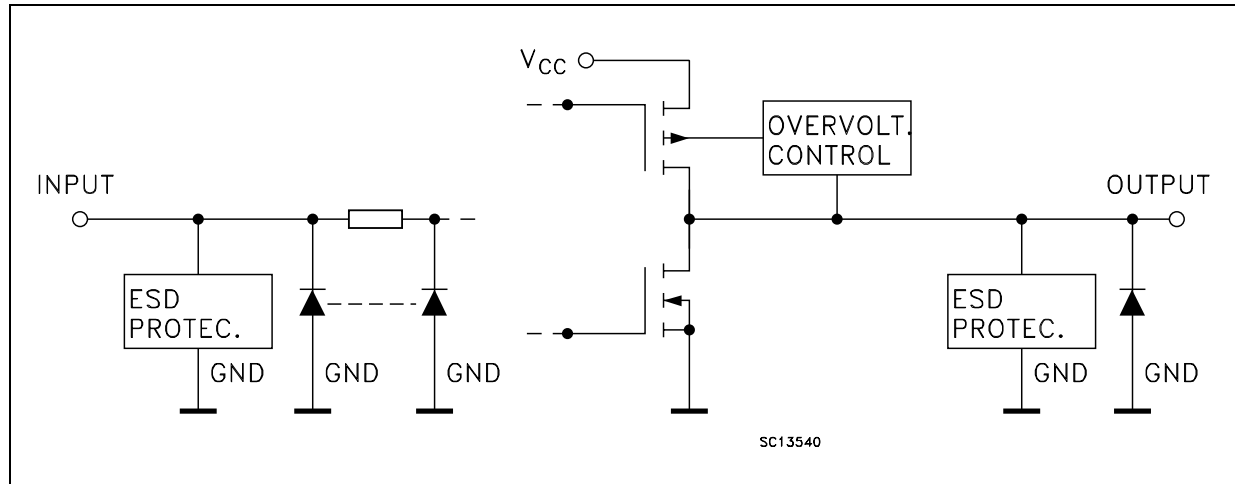 VCC
OVERVOLT.
CONTROL
INPUT
OUTPUT
ESD
PROTEC.
GND
GND
GND
ESD
PROTEC.
GND
GND
SC13540